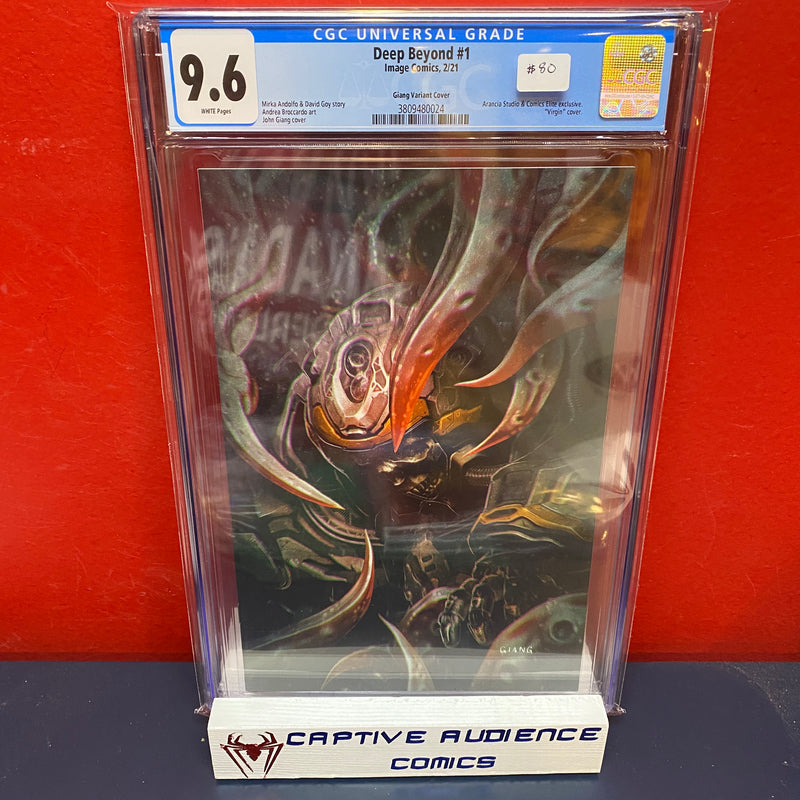 CGC UNIVERSAL GRADE
9.6
WHITE Pages
Deep Beyond #1
Image Comics, 2/21
#80
CGC
Giang Variant Cover
3809480024
Mirka Andolfo & David Goy story
Andrea Broccardo art
John Giang cover
Arancia Studio & Comics Elite exclusive.
"Virgin" cover.
GIANG
CAPTIVE AUDIENCE
COMICS